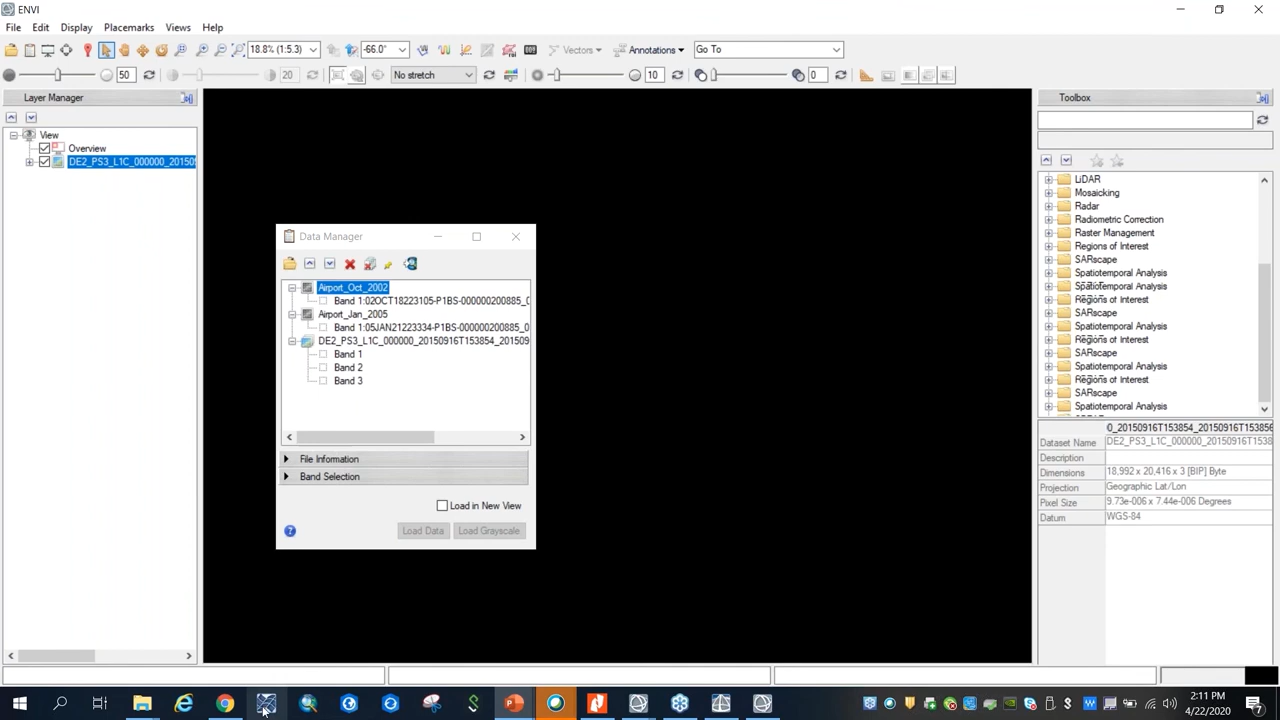 ENVI
File Edit Display Placemarks Views Help
18.8% (1:5.3) -66.0° Vectors Annotations Go To
50 20 No stretch 10 0
Layer Manager
View
Overview
DE2_PS3_L1C_000000_20150
Data Manager
Airport_Oct_2002
Band 1:02OCT18223105-P1BS-000000200885_0
Airport_Jan_2005
Band 1:05JAN21223334-P1BS-000000200885_0
DE2_PS3_L1C_000000_20150916T153854_201509
Band 1
Band 2
Band 3
File Information
Band Selection
Load in New View
Load Data Load Grayscale
Toolbox
LiDAR
Mosaicking
Radar
Radiometric Correction
Raster Management
Regions of Interest
SARscape
Spatiotemporal Analysis
Spatiotemporal Analysis
Regions of Interest
SARscape
Spatiotemporal Analysis
Regions of Interest
SARscape
Spatiotemporal Analysis
Regions of Interest
SARscape
Spatiotemporal Analysis
0_20150916T153854_20150916T153856
Dataset Name DE2_PS3_L1C_000000_20150916T1538
Description
Dimensions 18,992 x 20,416 x 3 [BIP] Byte
Projection Geographic Lat/Lon
Pixel Size 9.73e-006 x 7.44e-006 Degrees
Datum WGS-84
2:11 PM
4/22/2020
7